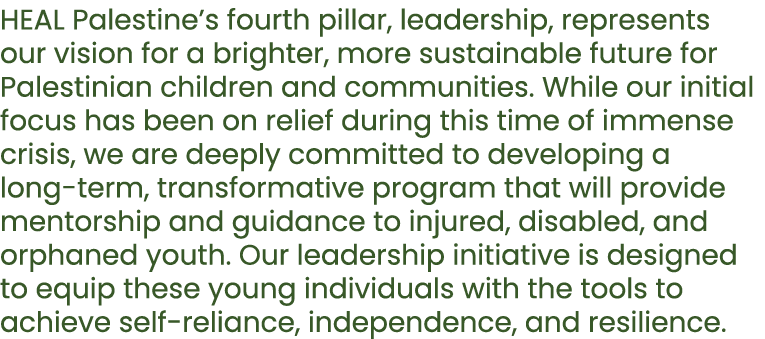 HEAL Palestine’s fourth pillar, leadership, represents
our vision for a brighter, more sustainable future for
Palestinian children and communities. While our initial
focus has been on relief during this time of immense
crisis, we are deeply committed to developing a
long-term, transformative program that will provide
mentorship and guidance to injured, disabled, and
orphaned youth. Our leadership initiative is designed
to equip these young individuals with the tools to
achieve self-reliance, independence, and resilience.